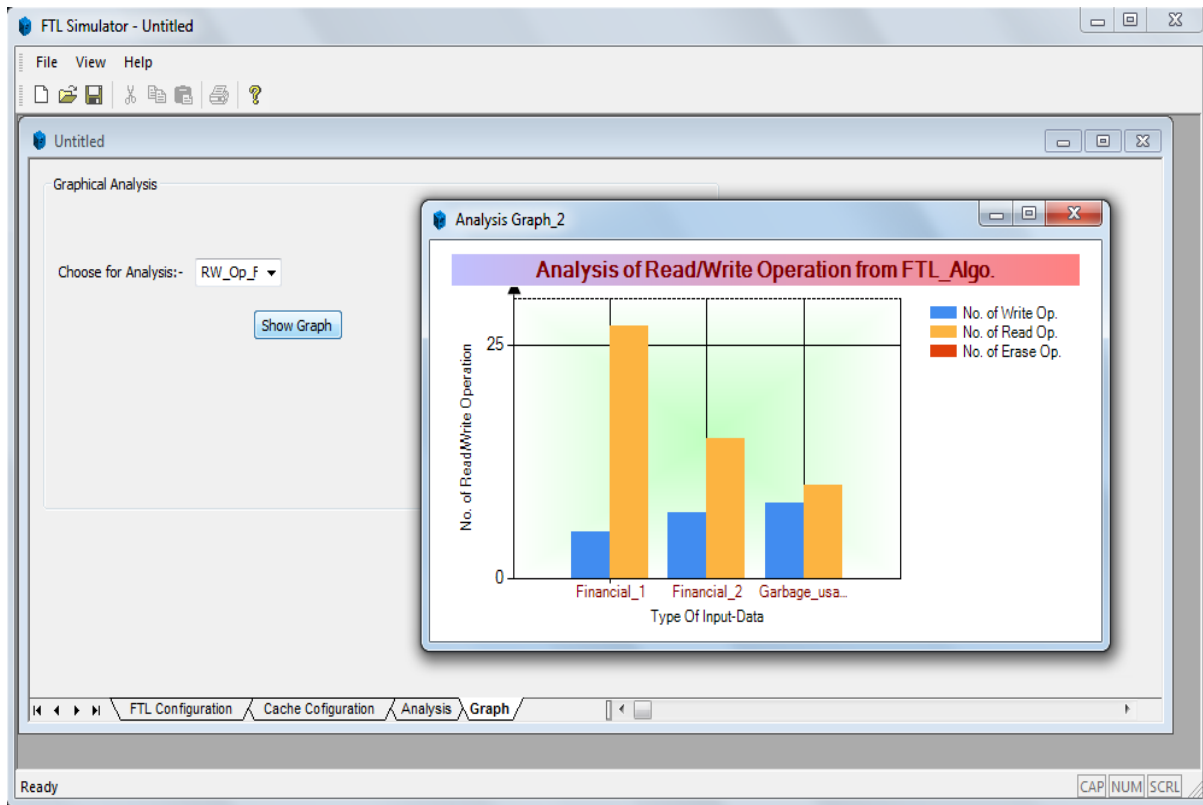 FTL Simulator - Untitled
File View Help
Untitled
Graphical Analysis
Choose for Analysis:- RW_Op_F
Show Graph
Analysis Graph_2
Analysis of Read/Write Operation from FTL_Algo.
No. of Write Op.
No. of Read Op.
No. of Erase Op.
No. of Read/Write Operation
25
0
Financial_1 Financial_2 Garbage_usa...
Type Of Input-Data
FTL Configuration Cache Cofiguration Analysis Graph
Ready CAP NUM SCRL